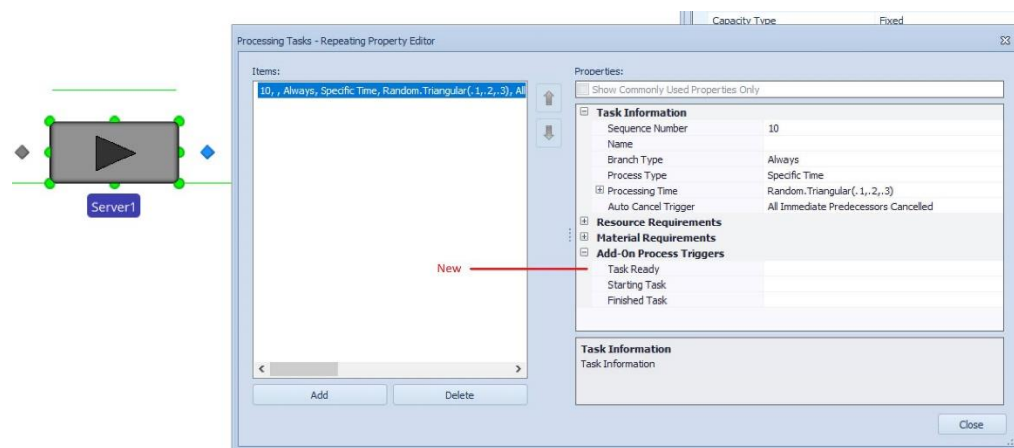 Capacity Type Fixed
Processing Tasks - Repeating Property Editor
Items:
10, , Always, Specific Time, Random.Triangular(.1,.2,.3), All
Add Delete
Properties:
Show Commonly Used Properties Only
Task Information
Sequence Number 10
Name
Branch Type Always
Process Type Specific Time
Processing Time Random.Triangular(.1,.2,.3)
Auto Cancel Trigger All Immediate Predecessors Cancelled
Resource Requirements
Material Requirements
Add-On Process Triggers
Task Ready
Starting Task
Finished Task
Task Information
Task Information
Close
Server1
New